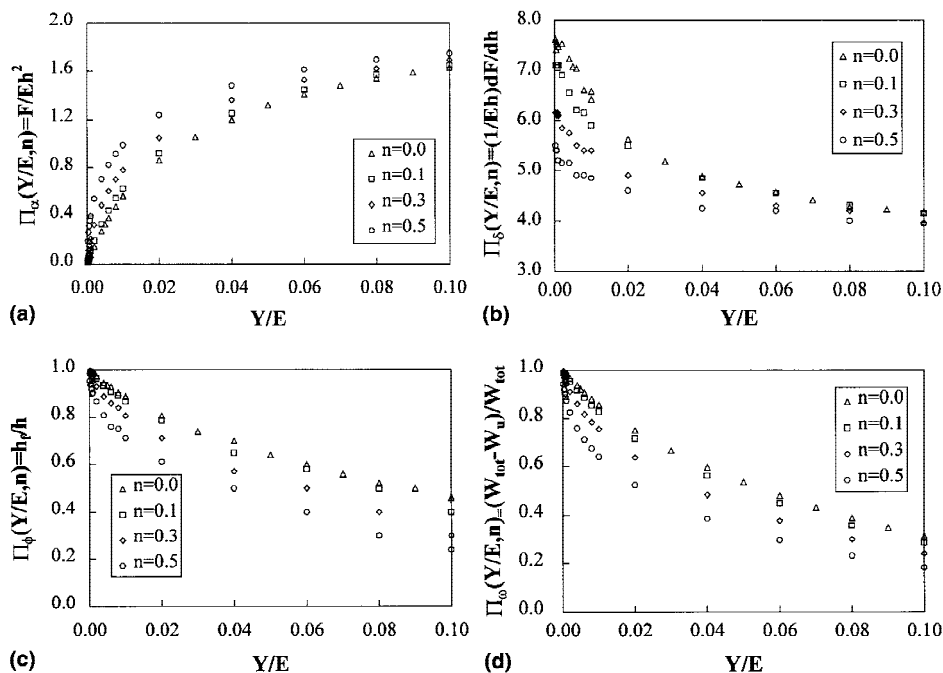 2.0
1.6
1.2
0.8
0.4
0.0
Πα(Y/E,n)=F/Eh²
n=0.0
n=0.1
n=0.3
n=0.5
0.00 0.02 0.04 0.06 0.08 0.10
Y/E
(a)
8.0
7.0
6.0
5.0
4.0
3.0
Πδ(Y/E,n)=(1/Eh)dF/dh
n=0.0
n=0.1
n=0.3
n=0.5
0.00 0.02 0.04 0.06 0.08 0.10
Y/E
(b)
1.0
0.8
0.6
0.4
0.2
0.0
Πϕ(Y/E,n)=hf/h
n=0.0
n=0.1
n=0.3
n=0.5
0.00 0.02 0.04 0.06 0.08 0.10
Y/E
(c)
1.0
0.8
0.6
0.4
0.2
0.0
Πω(Y/E,n)=(Wtot-Wu)/Wtot
n=0.0
n=0.1
n=0.3
n=0.5
0.00 0.02 0.04 0.06 0.08 0.10
Y/E
(d)